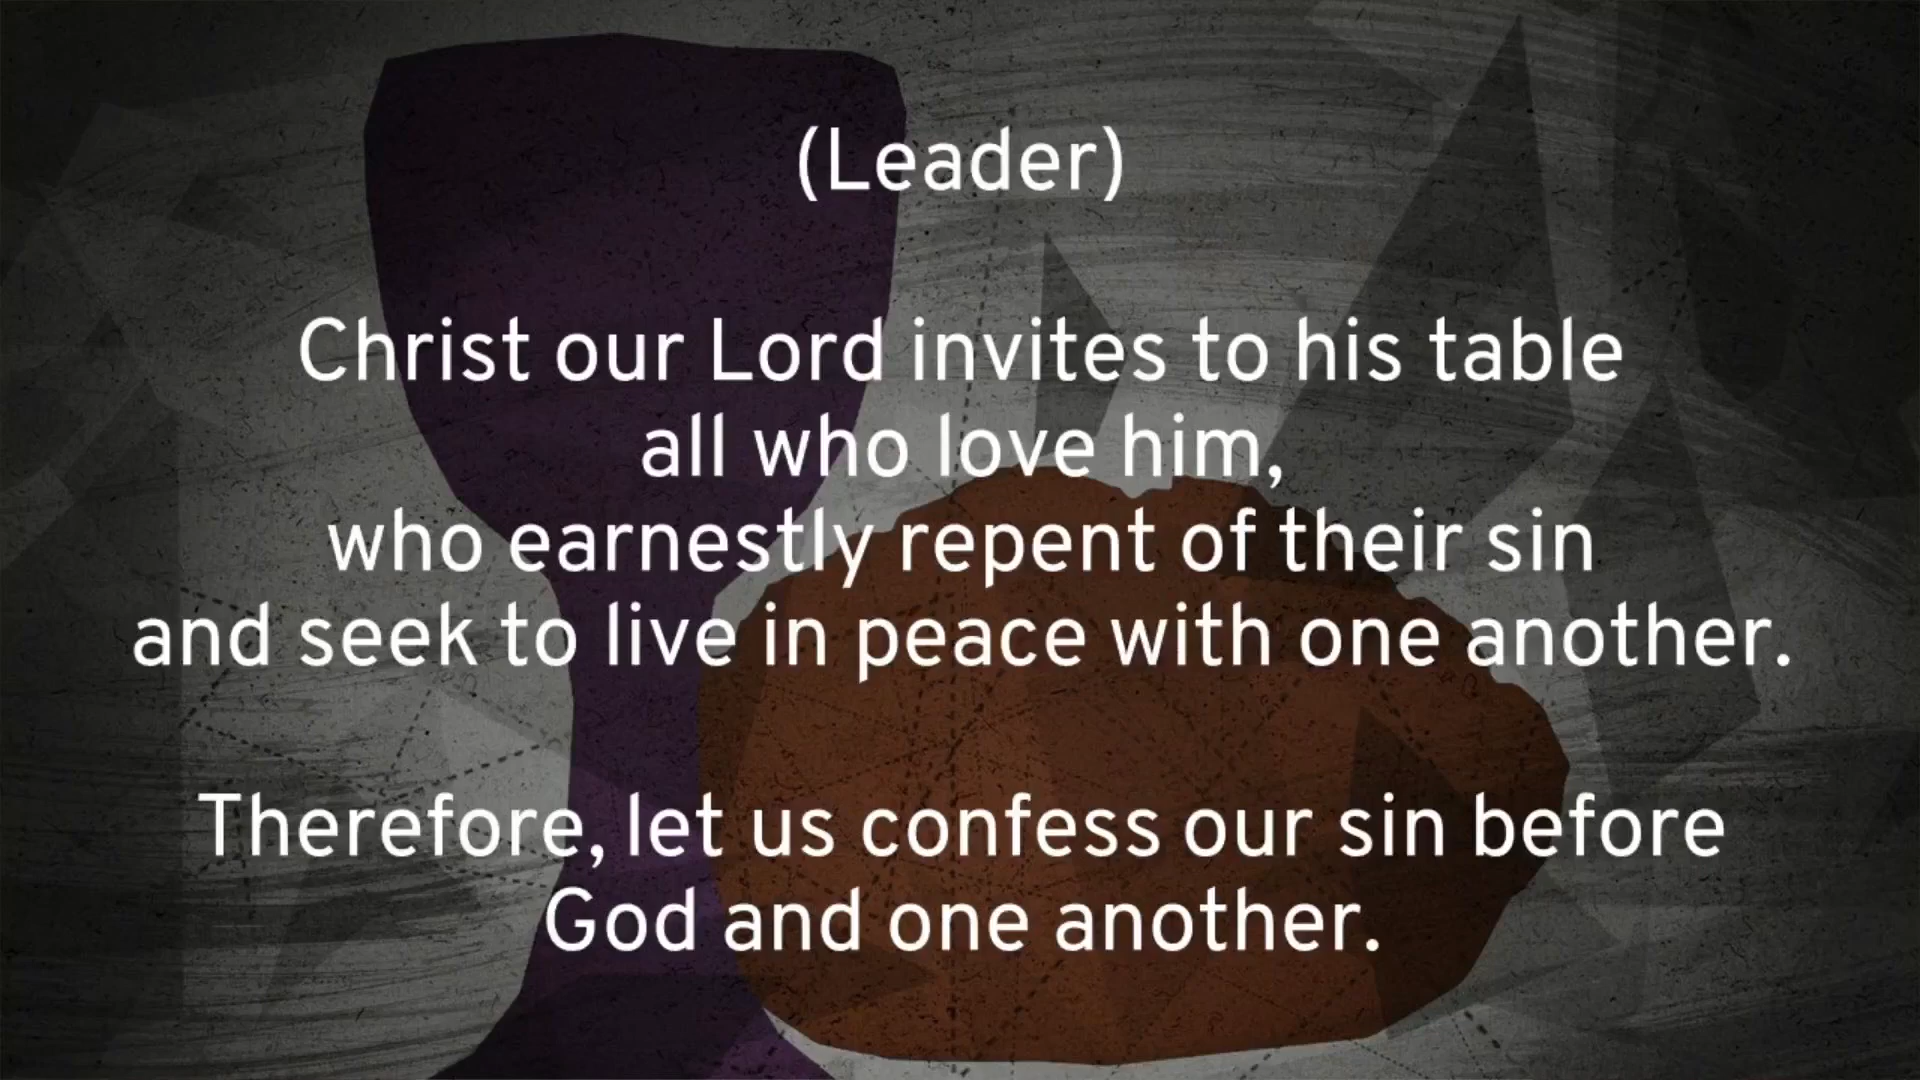 (Leader)
Christ our Lord invites to his table
all who love him,
who earnestly repent of their sin
and seek to live in peace with one another.
Therefore, let us confess our sin before
God and one another.